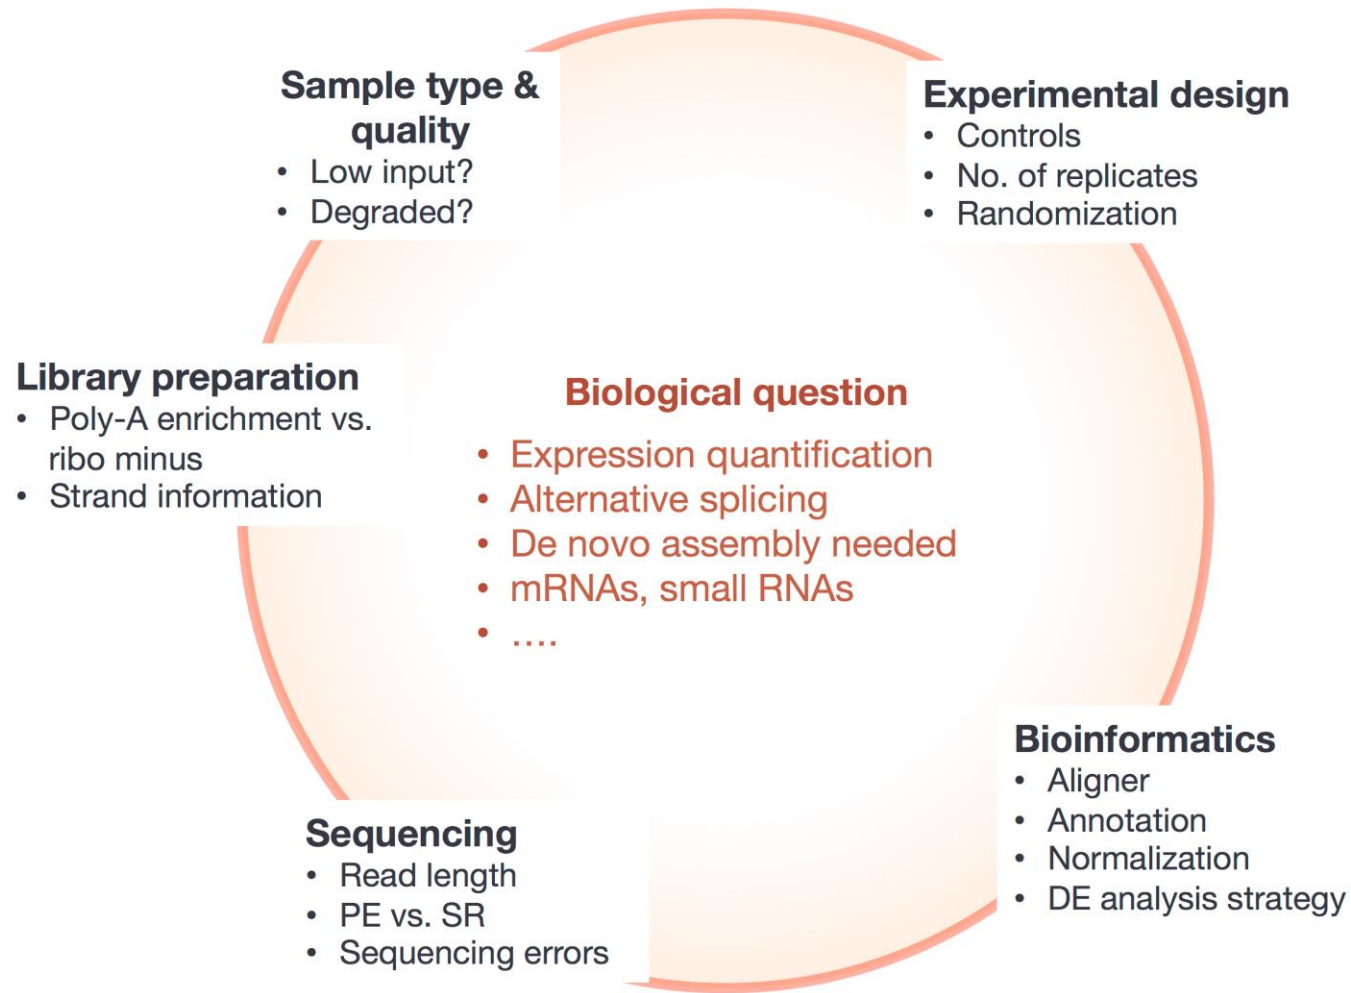 Sample type &
quality
• Low input?
• Degraded?
Experimental design
• Controls
• No. of replicates
• Randomization
Library preparation
• Poly-A enrichment vs.
ribo minus
• Strand information
Biological question
• Expression quantification
• Alternative splicing
• De novo assembly needed
• mRNAs, small RNAs
• ....
Bioinformatics
• Aligner
• Annotation
• Normalization
• DE analysis strategy
Sequencing
• Read length
• PE vs. SR
• Sequencing errors